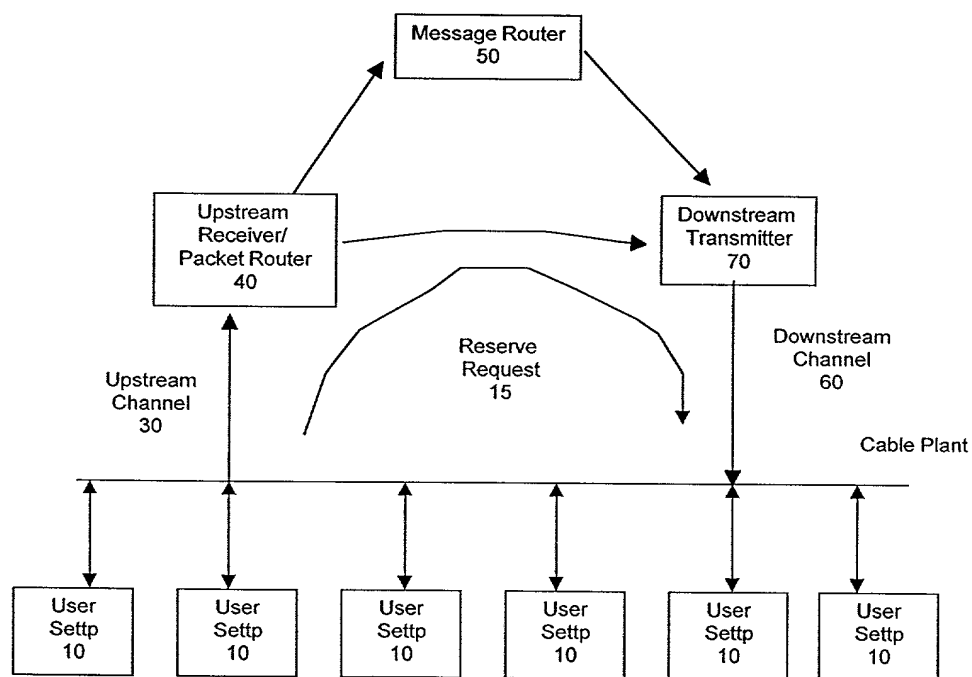 Message Router
50
Upstream
Receiver/
Packet Router
40
Downstream
Transmitter
70
Reserve
Request
15
Upstream
Channel
30
Downstream
Channel
60
Cable Plant
User
Settp
10
User
Settp
10
User
Settp
10
User
Settp
10
User
Settp
10
User
Settp
10